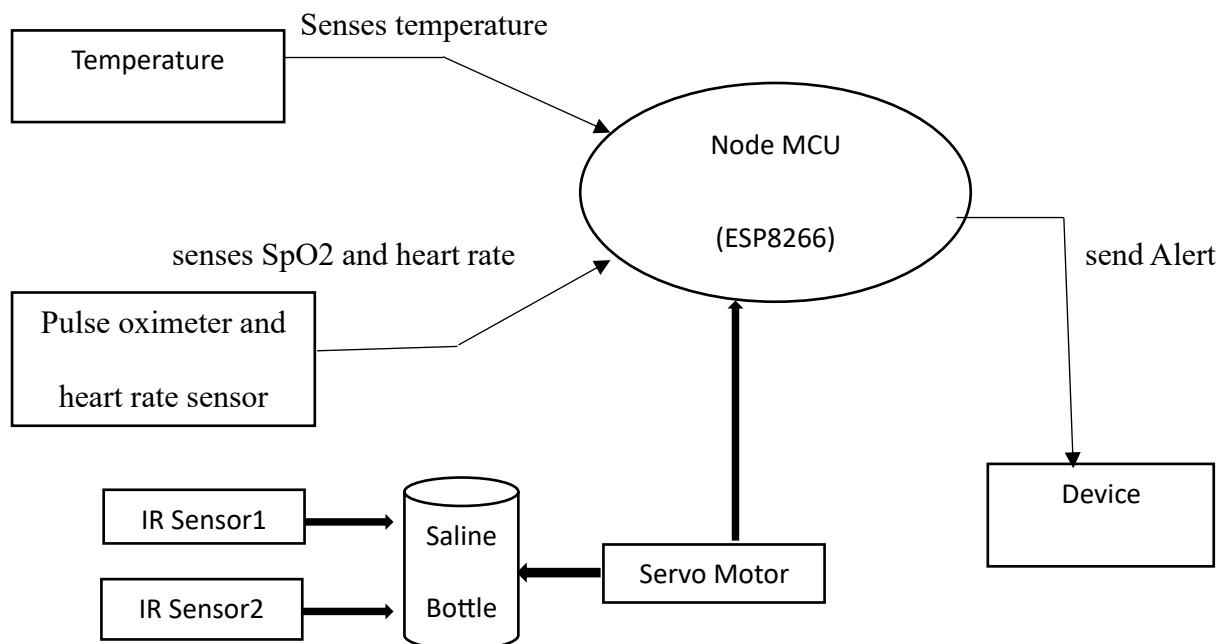 Senses temperature
Temperature
Node MCU
(ESP8266)
senses SpO2 and heart rate
send Alert
Pulse oximeter and
heart rate sensor
Device
IR Sensor1
Saline
Servo Motor
IR Sensor2
Bottle